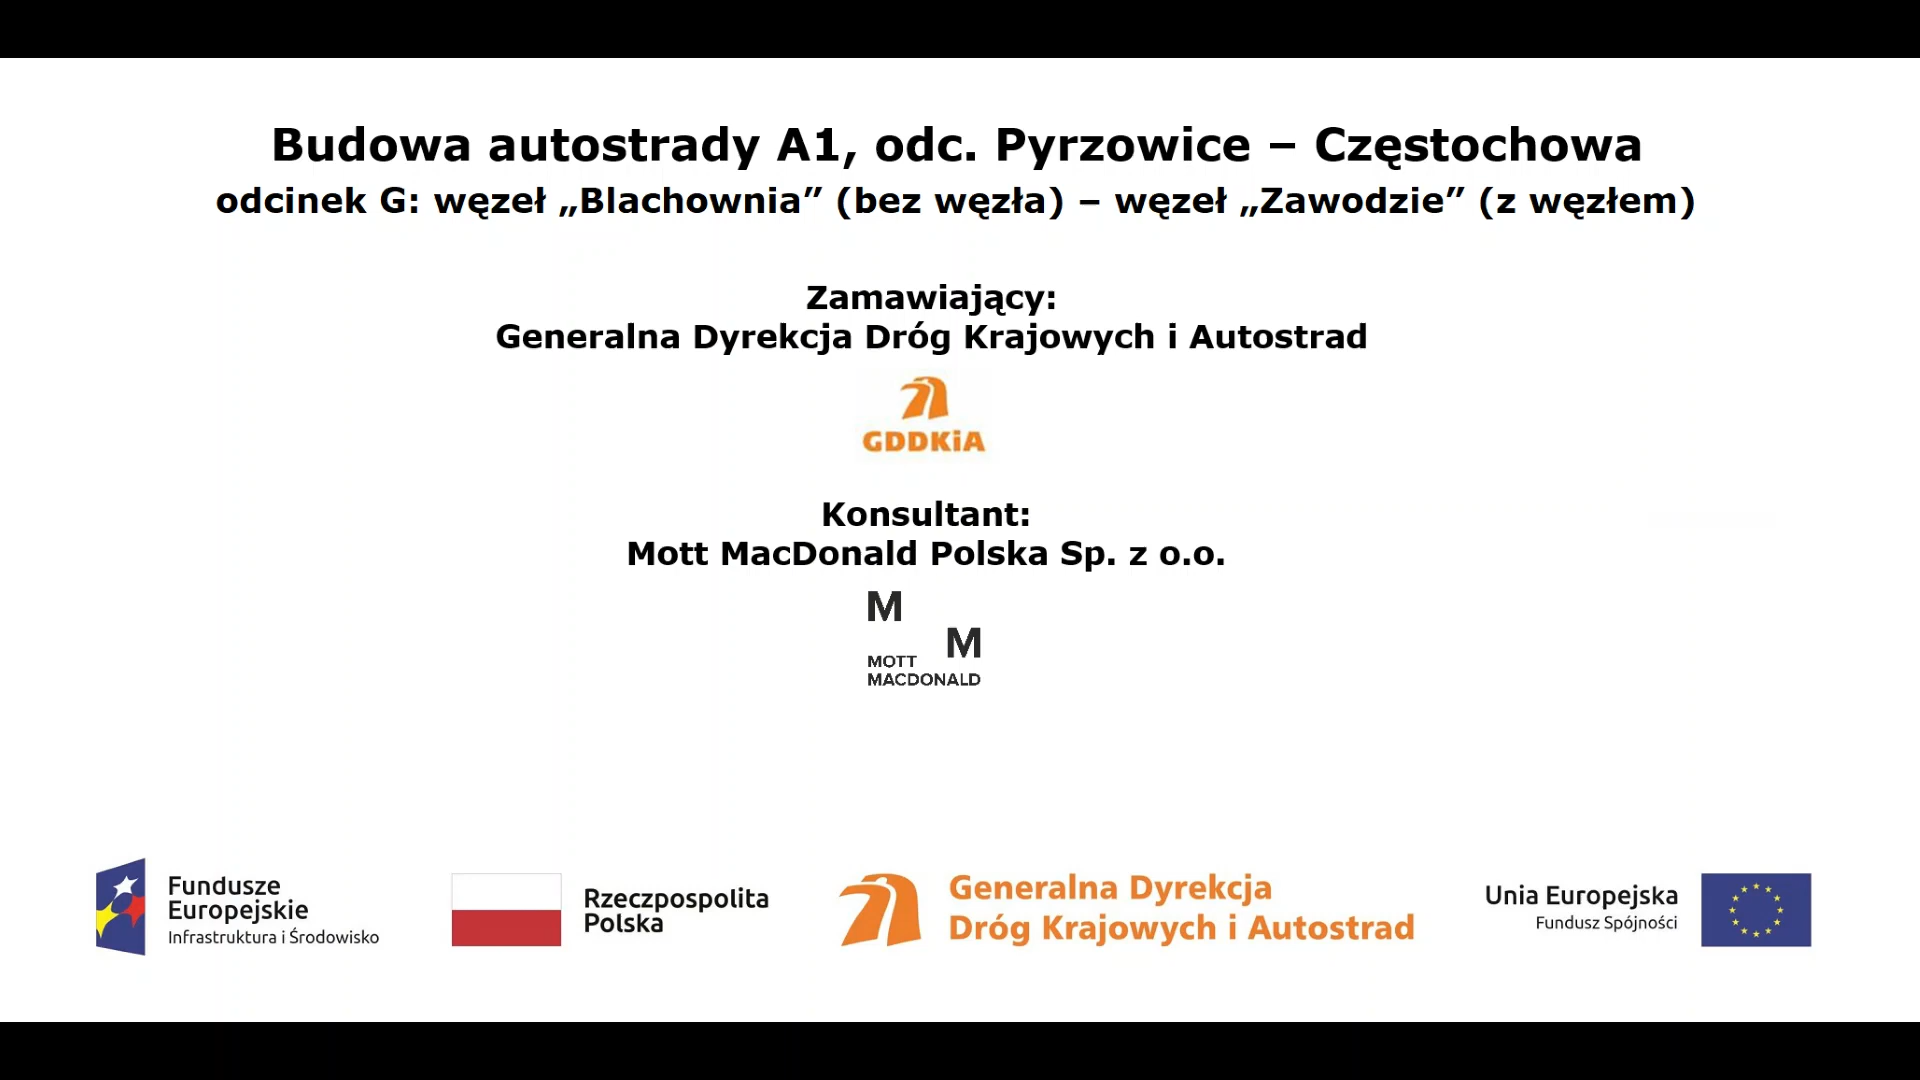 Budowa autostrady A1, odc. Pyrzowice – Częstochowa
odcinek G: węzeł „Blachownia” (bez węzła) – węzeł „Zawodzie” (z węzłem)
Zamawiający:
Generalna Dyrekcja Dróg Krajowych i Autostrad
GDDKiA
Konsultant:
Mott MacDonald Polska Sp. z o.o.
M
M
MOTT
MACDONALD
Fundusze
Europejskie
Infrastruktura i Środowisko
Rzeczpospolita
Polska
Generalna Dyrekcja
Dróg Krajowych i Autostrad
Unia Europejska
Fundusz Spójności